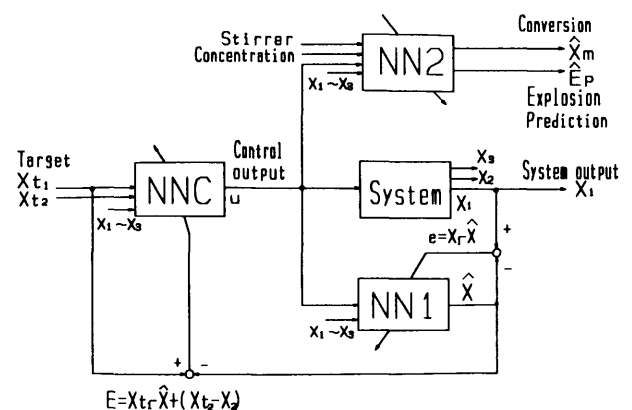 Stirrer
Concentration
X1~X3
NN2
Conversion
X̂m
ÊP
Explosion
Prediction
Target
Xt1
Xt2
X1~X3
NNC
Control
output
u
System
X3
X2
X1
System output
X1
e=X1-X̂
+
-
NN1
X̂
X1~X3
+
-
E=Xt1-X̂+(Xt2-X2)